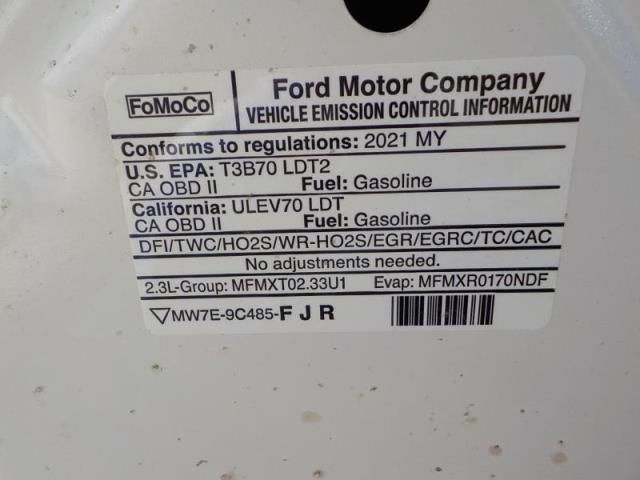 FoMoCo
Ford Motor Company
VEHICLE EMISSION CONTROL INFORMATION
Conforms to regulations: 2021 MY
U.S. EPA: T3B70 LDT2
CA OBD II Fuel: Gasoline
California: ULEV70 LDT
CA OBD II Fuel: Gasoline
DFI/TWC/HO2S/WR-HO2S/EGR/EGRC/TC/CAC
No adjustments needed.
2.3L-Group: MFMXT02.33U1 Evap: MFMXR0170NDF
MW7E-9C485-F J R